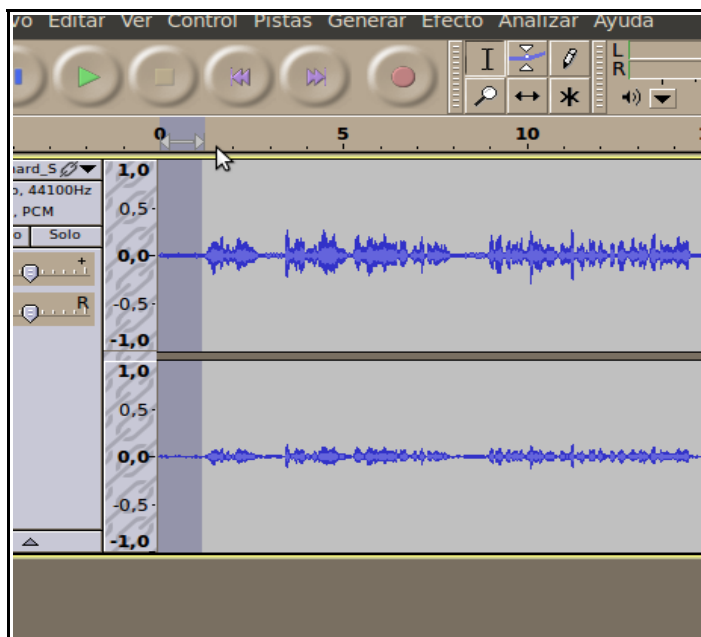 vo Editar Ver Control Pistas Generar Efecto Analizar Ayuda
L
R
0 5 10
ard_S
o, 44100Hz
, PCM
o Solo
+
R
1,0
0,5
0,0
-0,5
-1,0
1,0
0,5
0,0
-0,5
-1,0